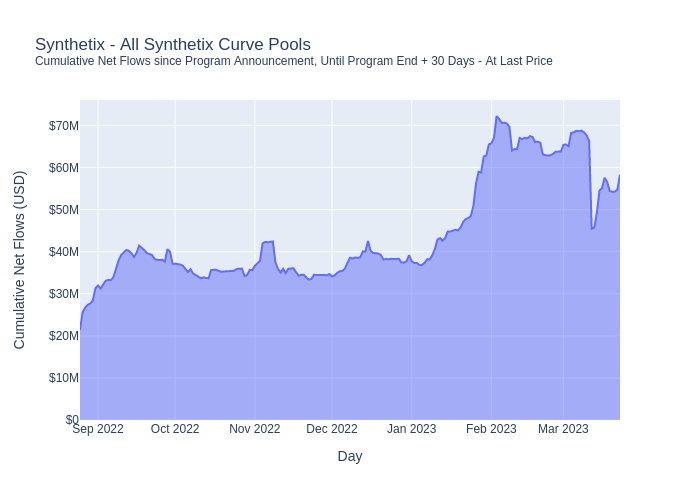 Synthetix - All Synthetix Curve Pools
Cumulative Net Flows since Program Announcement, Until Program End + 30 Days - At Last Price
Cumulative Net Flows (USD)
$70M
$60M
$50M
$40M
$30M
$20M
$10M
$0
Sep 2022 Oct 2022 Nov 2022 Dec 2022 Jan 2023 Feb 2023 Mar 2023
Day